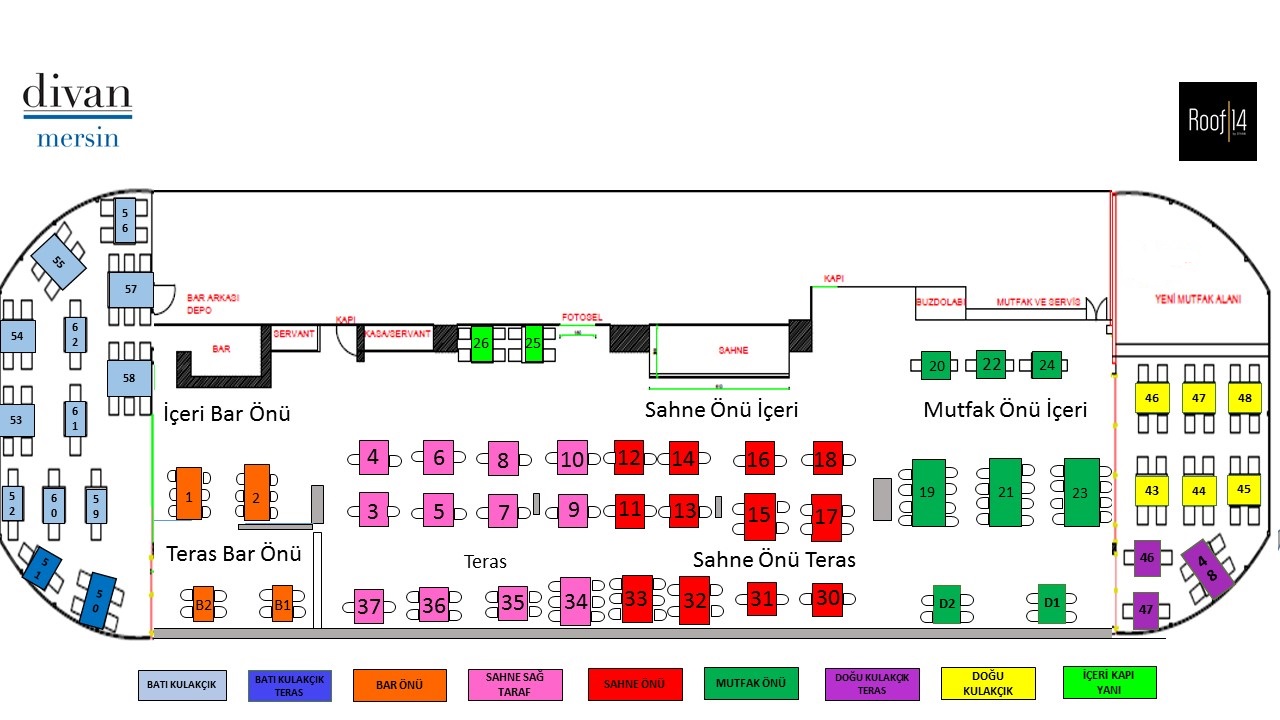 divan
mersin
Roof|14
56
55
57
54
62
58
53
61
52
60
59
51
50
BAR ARKASI
DEPO
BAR
SERVANT
KAPI
KASA/SERVANT
26
25
FOTOSEL
SAHNE
KAPI
BUZDOLABI
MUTFAK VE SERVİS
YENİ MUTFAK ALANI
20
22
24
İçeri Bar Önü
Sahne Önü İçeri
Mutfak Önü İçeri
46
47
48
4
6
8
10
12
14
16
18
1
2
19
21
23
43
44
45
3
5
7
9
11
13
15
17
Teras Bar Önü
Teras
Sahne Önü Teras
46
48
47
B2
B1
37
36
35
34
33
32
31
30
D2
D1
BATI KULAKÇIK
BATI KULAKÇIK
TERAS
BAR ÖNÜ
SAHNE SAĞ
TARAF
SAHNE ÖNÜ
MUTFAK ÖNÜ
DOĞU KULAKÇIK
TERAS
DOĞU
KULAKÇIK
İÇERİ KAPI
YANI